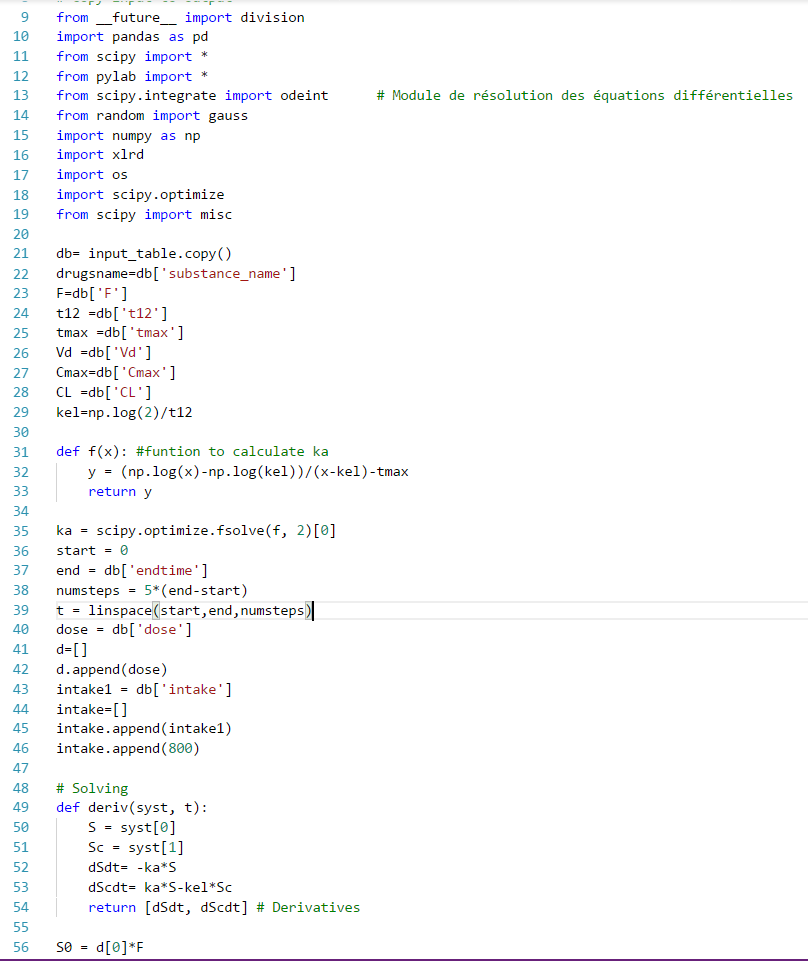 9 from __future__ import division
10 import pandas as pd
11 from scipy import *
12 from pylab import *
13 from scipy.integrate import odeint      # Module de résolution des équations différentielles
14 from random import gauss
15 import numpy as np
16 import xlrd
17 import os
18 import scipy.optimize
19 from scipy import misc
20
21 db= input_table.copy()
22 drugsname=db['substance_name']
23 F=db['F']
24 t12 =db['t12']
25 tmax =db['tmax']
26 Vd =db['Vd']
27 Cmax=db['Cmax']
28 CL =db['CL']
29 kel=np.log(2)/t12
30
31 def f(x): #funtion to calculate ka
32     y = (np.log(x)-np.log(kel))/(x-kel)-tmax
33     return y
34
35 ka = scipy.optimize.fsolve(f, 2)[0]
36 start = 0
37 end = db['endtime']
38 numsteps = 5*(end-start)
39 t = linspace(start,end,numsteps)
40 dose = db['dose']
41 d=[]
42 d.append(dose)
43 intake1 = db['intake']
44 intake=[]
45 intake.append(intake1)
46 intake.append(800)
47
48 # Solving
49 def deriv(syst, t):
50     S = syst[0]
51     Sc = syst[1]
52     dSdt= -ka*S
53     dScdt= ka*S-kel*Sc
54     return [dSdt, dScdt] # Derivatives
55
56 S0 = d[0]*F